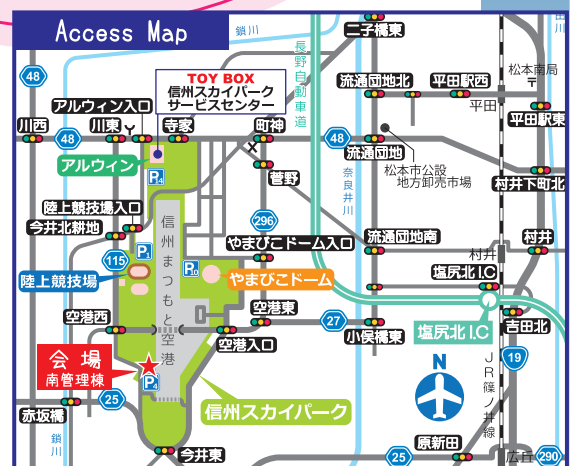 Access Map
鎖川
二子橋東
田川
長野自動車道
松本南局
48
TOY BOX
信州スカイパーク
サービスセンター
流通団地北
平田駅西
〒
アルウィン入口
平田
平田駅東
川西
48
川東
寺家
町神
48
流通団地
アルウィン
P4
菅野
松本市公設
地方卸売市場
奈良井川
村井下町北
陸上競技場入口
今井北耕地
信州まつもと空港
296
P1
やまびこドーム入口
流通団地南
村井
村井
115
陸上競技場
P10
やまびこドーム
塩尻北I.C
空港西
空港東
27
小俣橋東
塩尻北I.C
吉田北
空港入口
会場
南管理棟
P
N
JR篠ノ井線
19
25
赤坂橋
信州スカイパーク
鎖川
原新田
今井東
25
広丘
290